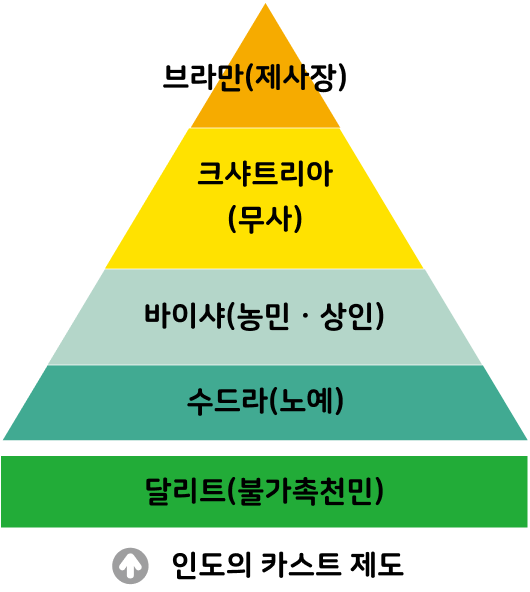 브라만(제사장)
크샤트리아
(무사)
바이샤(농민 · 상인)
수드라(노예)
달리트(불가촉천민)
인도의 카스트 제도